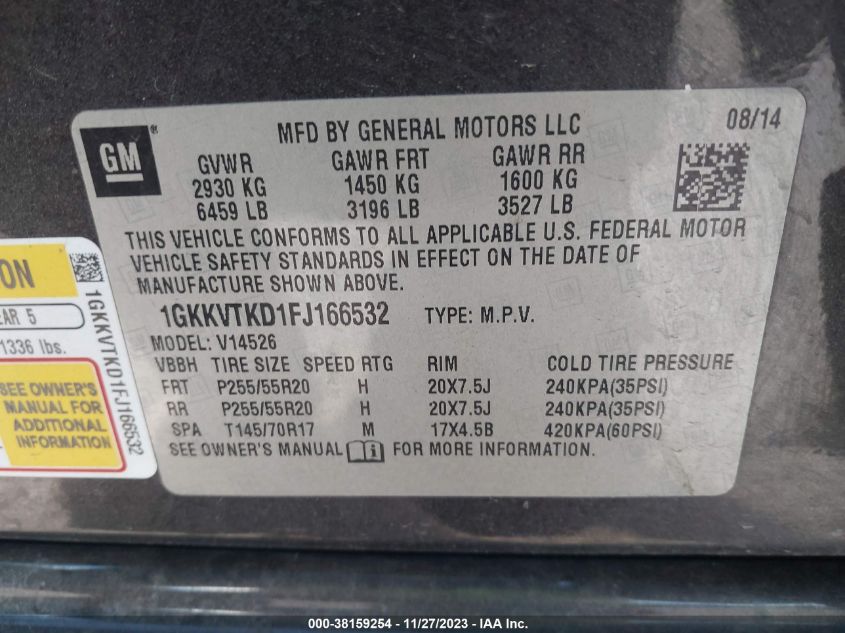 GM
MFD BY GENERAL MOTORS LLC
08/14
GVWR GAWR FRT GAWR RR
2930 KG 1450 KG 1600 KG
6459 LB 3196 LB 3527 LB
THIS VEHICLE CONFORMS TO ALL APPLICABLE U.S. FEDERAL MOTOR
VEHICLE SAFETY STANDARDS IN EFFECT ON THE DATE OF
MANUFACTURE SHOWN ABOVE.
1GKKVTKD1FJ166532 TYPE: M.P.V.
MODEL: V14526
VBBH TIRE SIZE SPEED RTG RIM COLD TIRE PRESSURE
FRT P255/55R20 H 20X7.5J 240KPA(35PSI)
RR P255/55R20 H 20X7.5J 240KPA(35PSI)
SPA T145/70R17 M 17X4.5B 420KPA(60PSI)
SEE OWNER'S MANUAL FOR MORE INFORMATION.
ON
AR 5
1336 lbs.
SEE OWNER'S
MANUAL FOR
ADDITIONAL
INFORMATION
1GKKVTKD1FJ166532
000-38159254 - 11/27/2023 - IAA Inc.